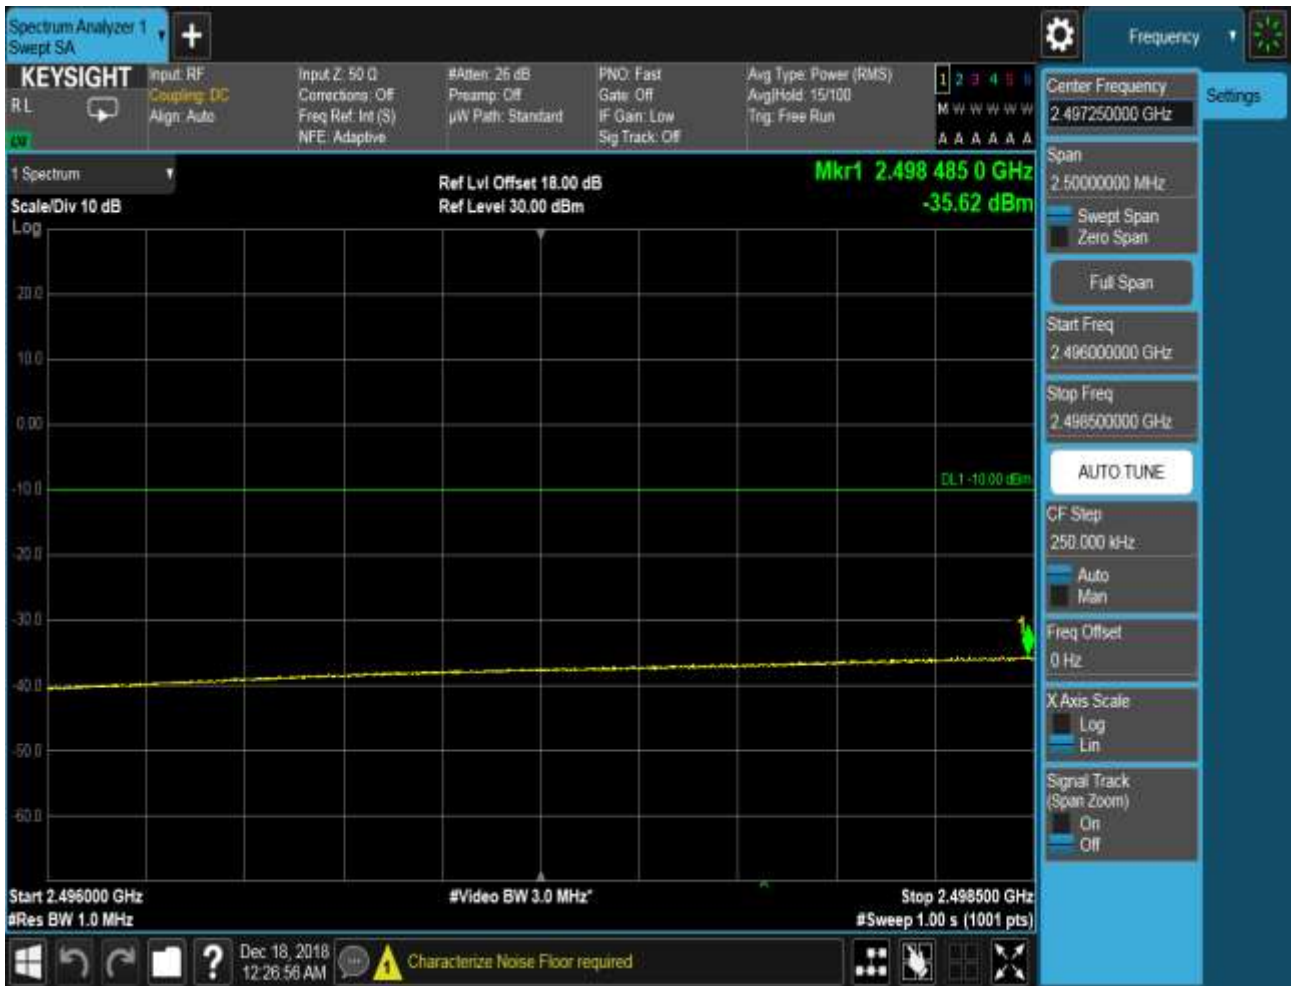 Spectrum Analyzer 1
Swept SA
Frequency
KEYSIGHT
R L
Input: RF
Coupling: DC
Align: Auto
Input Z: 50 Ω
Corrections: Off
Freq Ref: Int (S)
NFE: Adaptive
#Atten: 26 dB
Preamp: Off
µW Path: Standard
PNO: Fast
Gate: Off
IF Gain: Low
Sig Track: Off
Avg Type: Power (RMS)
Avg|Hold: 15/100
Trig: Free Run
1 2 3 4 5 6
M W W W W W
A A A A A A
1 Spectrum
Scale/Div 10 dB
Log
Ref Lvl Offset 18.00 dB
Ref Level 30.00 dBm
Mkr1 2.498 485 0 GHz
-35.62 dBm
20.0
10.0
0.00
-10.0
-20.0
-30.0
-40.0
-50.0
-60.0
DL1 -10.00 dBm
1
Start 2.496000 GHz
#Res BW 1.0 MHz
#Video BW 3.0 MHz*
Stop 2.498500 GHz
#Sweep 1.00 s (1001 pts)
Center Frequency
2.497250000 GHz
Settings
Span
2.50000000 MHz
Swept Span
Zero Span
Full Span
Start Freq
2.496000000 GHz
Stop Freq
2.498500000 GHz
AUTO TUNE
CF Step
250.000 kHz
Auto
Man
Freq Offset
0 Hz
X Axis Scale
Log
Lin
Signal Track
(Span Zoom)
On
Off
?
Dec 18, 2018
12:26:56 AM
1
Characterize Noise Floor required